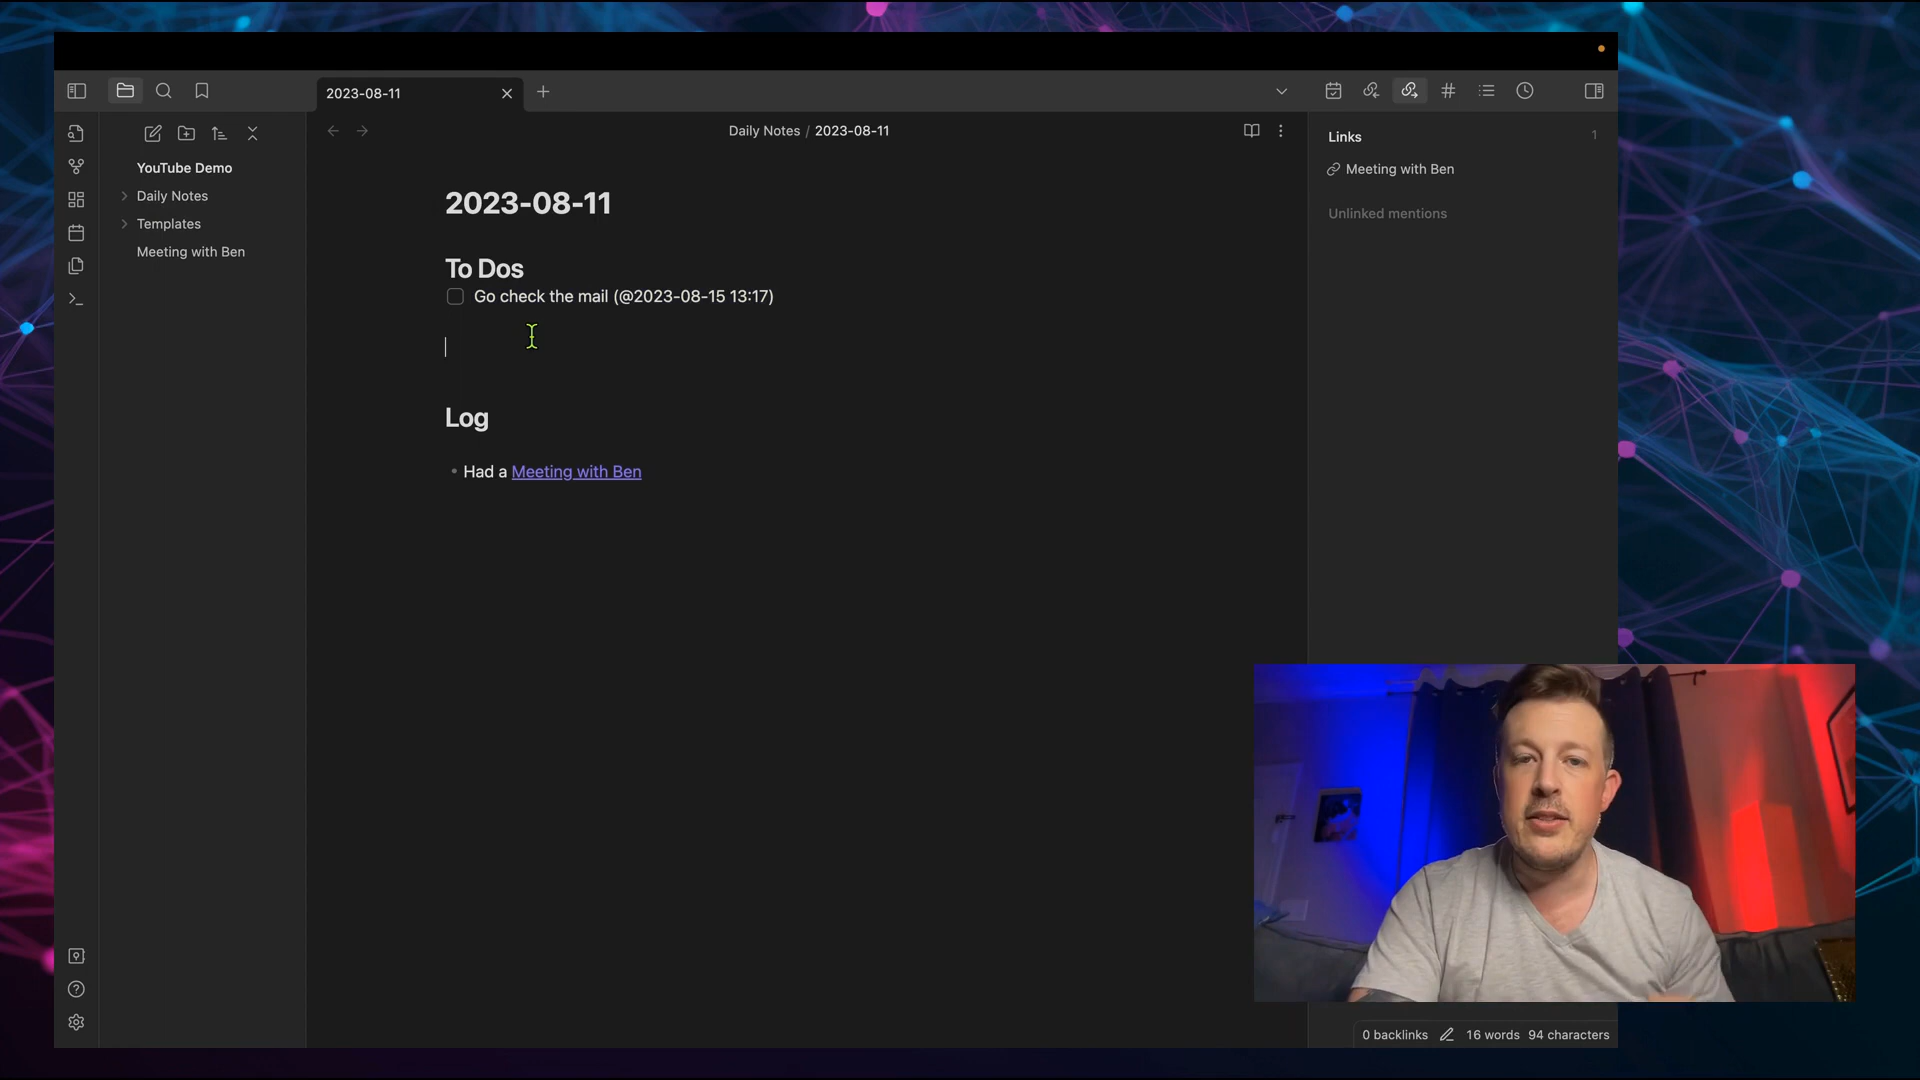 2023-08-11
Daily Notes / 2023-08-11
YouTube Demo
Daily Notes
Templates
Meeting with Ben
2023-08-11
To Dos
Go check the mail (@2023-08-15 13:17)
Log
Had a Meeting with Ben
Links 1
Meeting with Ben
Unlinked mentions
0 backlinks 16 words 94 characters